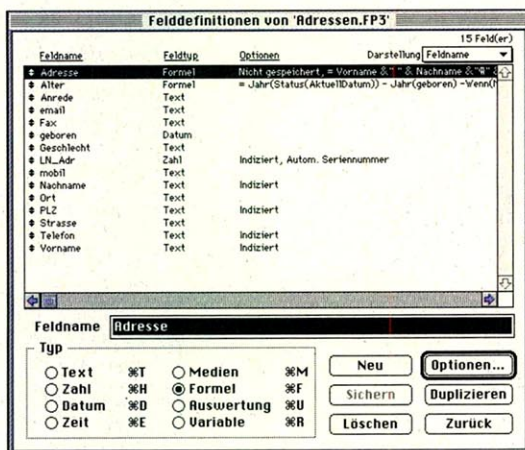 Felddefinitionen von 'Adressen.FP3'
15 Feld(er)
Feldname Feldtyp Optionen Darstellung Feldname
Adresse Formel Nicht gespeichert, = Vorname &" " & Nachname &"¶" &
Alter Formel = Jahr(Status(AktuellDatum)) - Jahr(geboren) -Wenn(
Anrede Text
email Text
Fax Text
geboren Datum
Geschlecht Text
LN_Adr Zahl Indiziert, Autom. Seriennummer
mobil Text
Nachname Text Indiziert
Ort Text
PLZ Text Indiziert
Strasse Text
Telefon Text Indiziert
Vorname Text Indiziert
Feldname Adresse
Typ
Text ⌘T Medien ⌘M
Zahl ⌘H Formel ⌘F
Datum ⌘D Auswertung ⌘U
Zeit ⌘E Variable ⌘R
Neu Optionen...
Sichern Duplizieren
Löschen Zurück